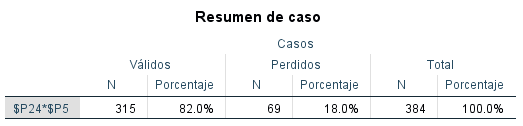 Resumen de caso
Casos
Válidos Perdidos Total
N Porcentaje N Porcentaje N Porcentaje
$P24*$P5 315 82.0% 69 18.0% 384 100.0%